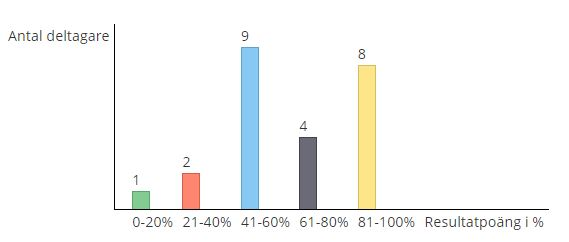 Antal deltagare
9
8
4
2
1
0-20% 21-40% 41-60% 61-80% 81-100% Resultatpoäng i %